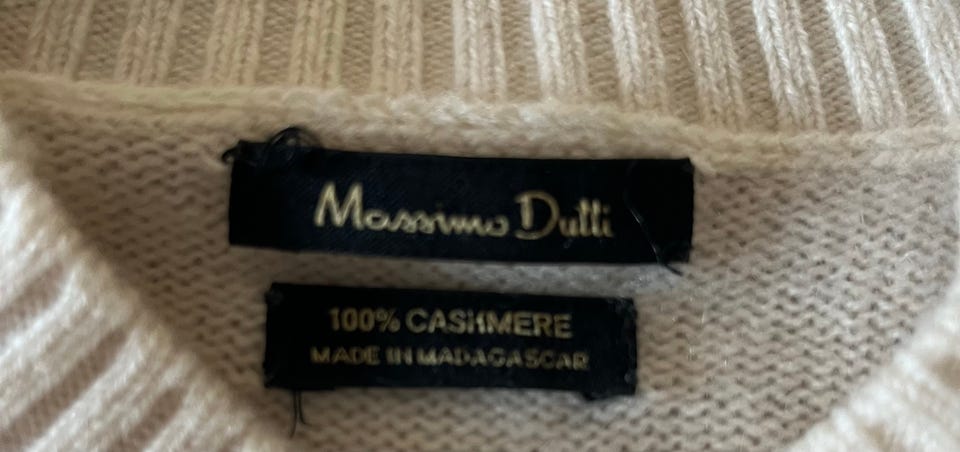 Massimo Dutti
100% CASHMERE
MADE IN MADAGASCAR